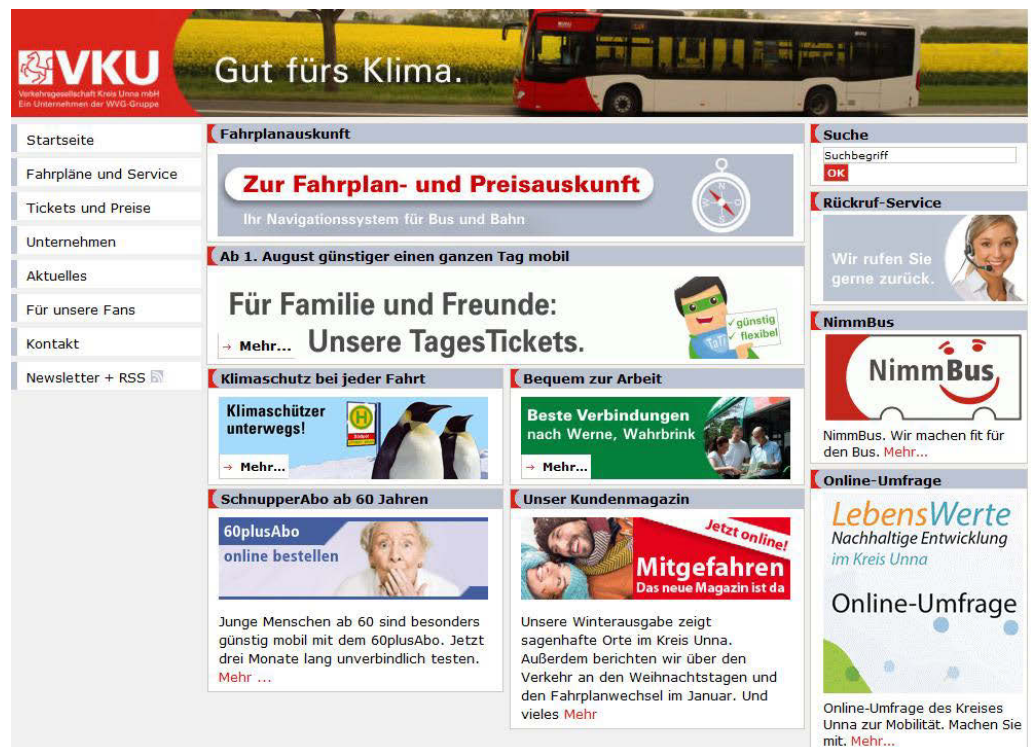 VKU
Verkehrsgesellschaft Kreis Unna mbH
Ein Unternehmen der WVG-Gruppe
Gut fürs Klima.
Startseite
Fahrpläne und Service
Tickets und Preise
Unternehmen
Aktuelles
Für unsere Fans
Kontakt
Newsletter + RSS
Fahrplanauskunft
Zur Fahrplan- und Preisauskunft
Ihr Navigationssystem für Bus und Bahn
Ab 1. August günstiger einen ganzen Tag mobil
Für Familie und Freunde:
Unsere TagesTickets.
→ Mehr...
TaTi
✓ günstig
✓ flexibel
Klimaschutz bei jeder Fahrt
Klimaschützer
unterwegs!
H
→ Mehr...
Bequem zur Arbeit
Beste Verbindungen
nach Werne, Wahrbrink
→ Mehr...
SchnupperAbo ab 60 Jahren
60plusAbo
online bestellen
Junge Menschen ab 60 sind besonders
günstig mobil mit dem 60plusAbo. Jetzt
drei Monate lang unverbindlich testen.
Mehr ...
Unser Kundenmagazin
Jetzt online!
Mitgefahren
Das neue Magazin ist da
Unsere Winterausgabe zeigt
sagenhafte Orte im Kreis Unna.
Außerdem berichten wir über den
Verkehr an den Weihnachtstagen und
den Fahrplanwechsel im Januar. Und
vieles Mehr
Suche
Suchbegriff
OK
Rückruf-Service
Wir rufen Sie
gerne zurück.
NimmBus
NimmBus
NimmBus. Wir machen fit für
den Bus. Mehr...
Online-Umfrage
LebensWerte
Nachhaltige Entwicklung
im Kreis Unna
Online-Umfrage
Online-Umfrage des Kreises
Unna zur Mobilität. Machen Sie
mit. Mehr...